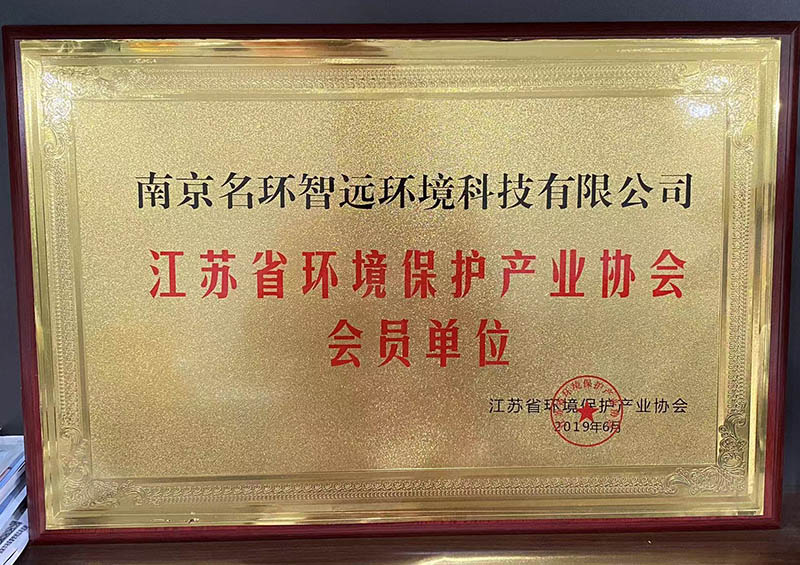 南京名环智远环境科技有限公司
江苏省环境保护产业协会
会员单位
江苏省环境保护产业协会
2019年6月